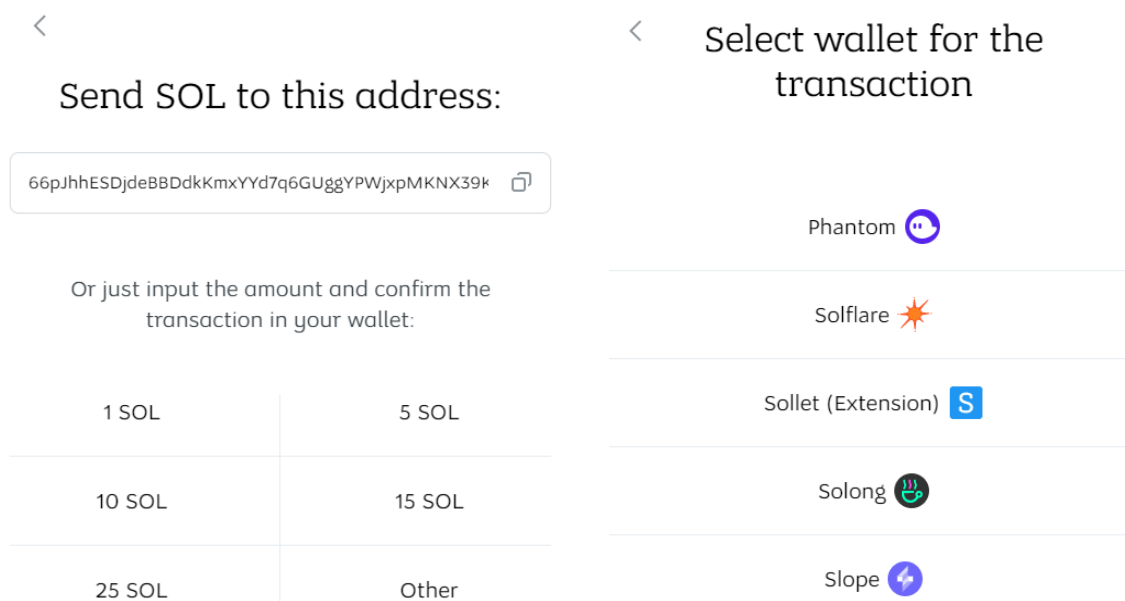 Send SOL to this address:
66pJhhESDjdeBBDdkKmxYYd7q6GUggYPWjxpMKNX39K
Or just input the amount and confirm the
transaction in your wallet:
1 SOL
5 SOL
10 SOL
15 SOL
25 SOL
Other
Select wallet for the
transaction
Phantom
Solflare
Sollet (Extension)
S
Solong
Slope